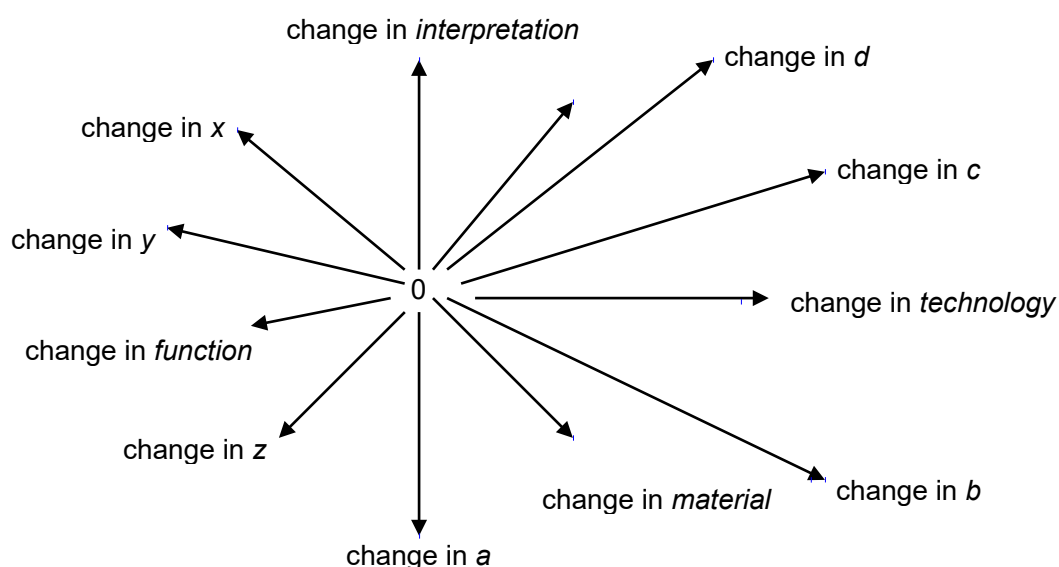 change in interpretation
change in d
change in x
change in c
change in y
0
change in technology
change in function
change in z
change in material
change in b
change in a